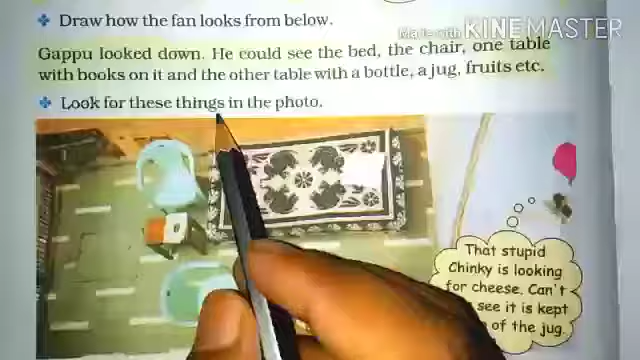 Draw how the fan looks from below.
Made with KINEMASTER
Gappu looked down. He could see the bed, the chair, one table
with books on it and the other table with a bottle, a jug, fruits etc.
Look for these things in the photo.
That stupid
Chinky is looking
for cheese. Can't
see it is kept
of the jug.